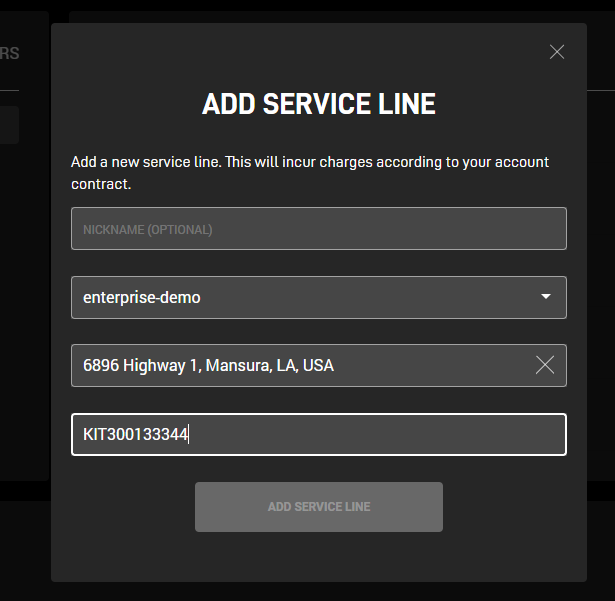 RS
ADD SERVICE LINE
Add a new service line. This will incur charges according to your account
contract.
NICKNAME (OPTIONAL)
enterprise-demo
6896 Highway 1, Mansura, LA, USA
KIT300133344
ADD SERVICE LINE